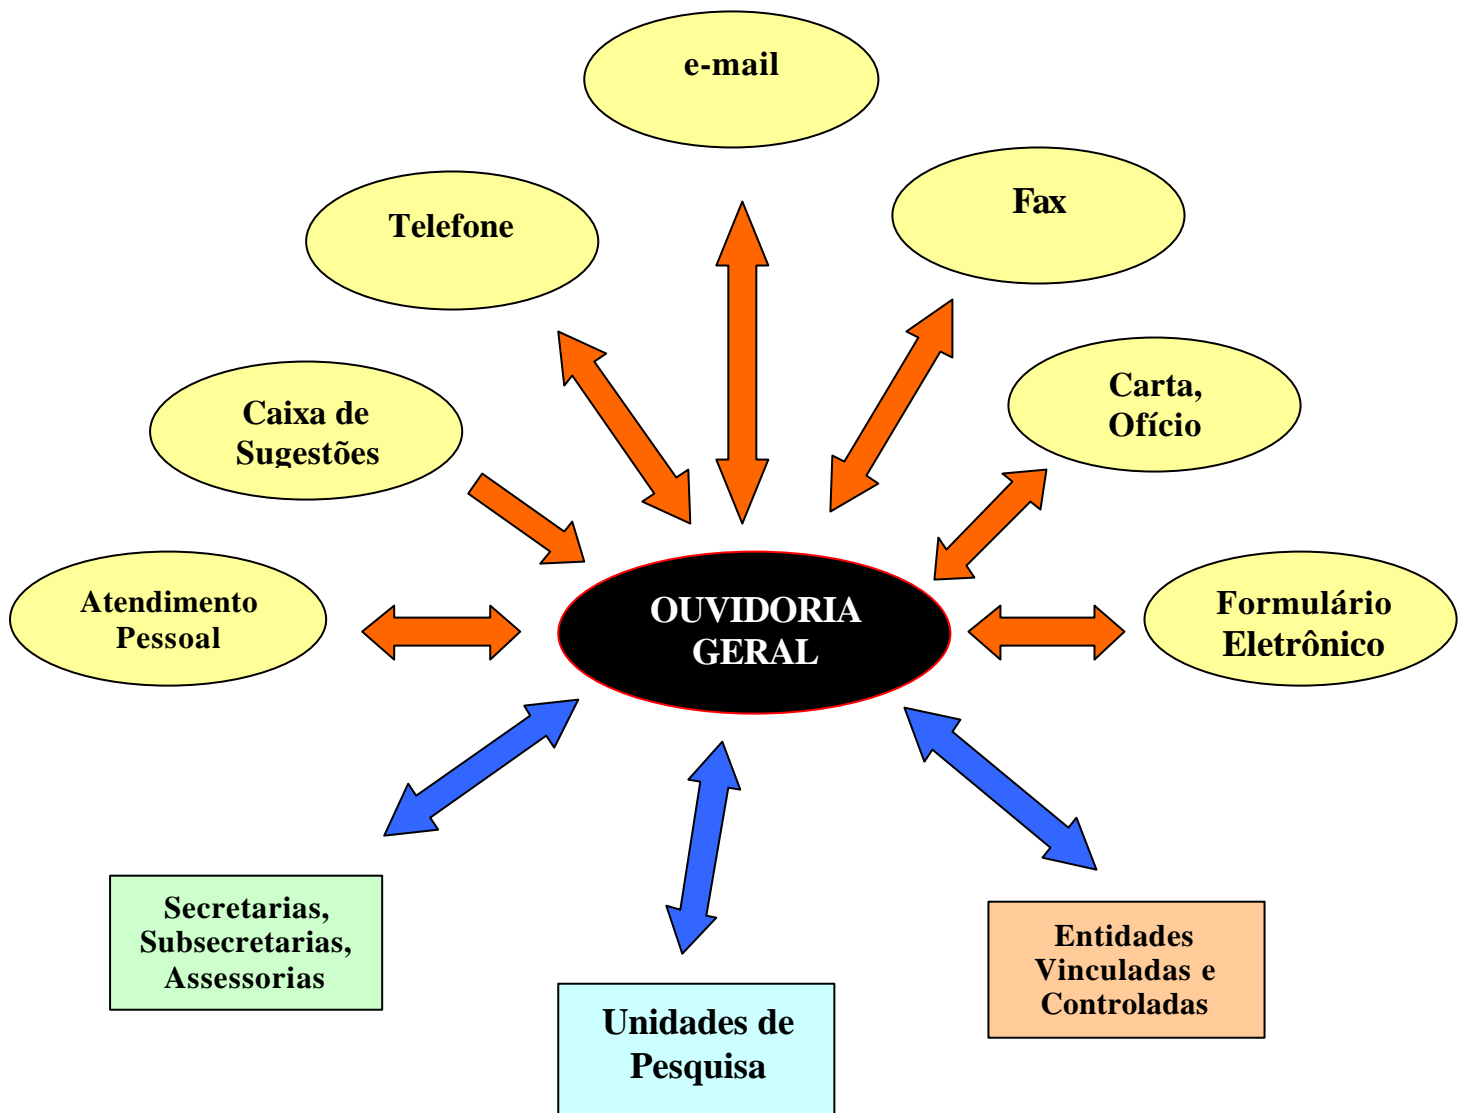 e-mail
Telefone
Fax
Caixa de
Sugestões
Carta,
Ofício
Atendimento
Pessoal
OUVIDORIA
GERAL
Formulário
Eletrônico
Secretarias,
Subsecretarias,
Assessorias
Unidades de
Pesquisa
Entidades
Vinculadas e
Controladas